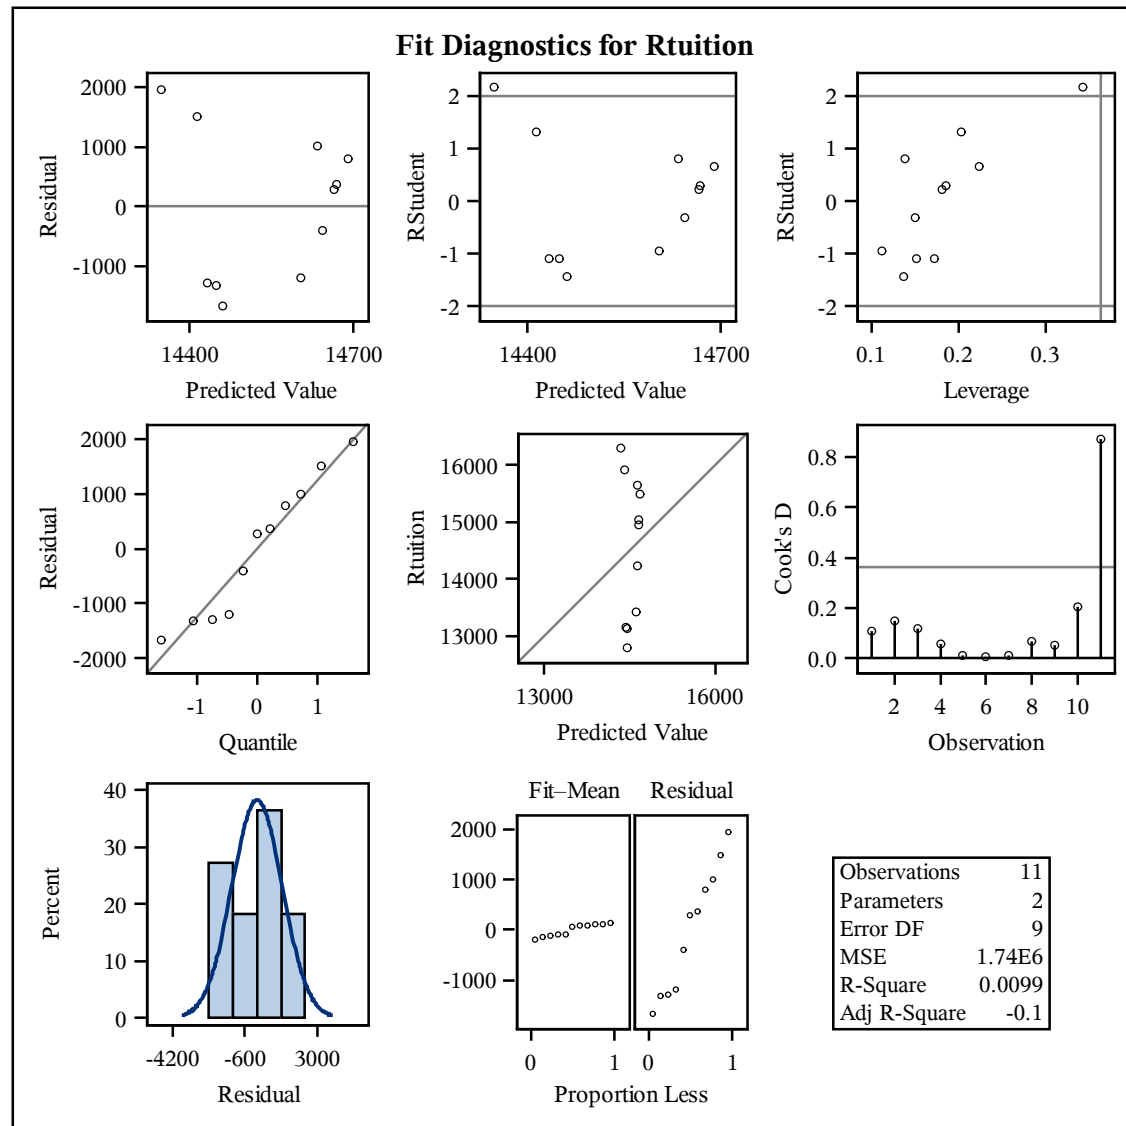 Fit Diagnostics for Rtuition
2000
1000
0
-1000
Residual
14400 14700
Predicted Value
2
1
0
-1
-2
RStudent
14400 14700
Predicted Value
2
1
0
-1
-2
RStudent
0.1 0.2 0.3
Leverage
2000
1000
0
-1000
-2000
Residual
-1 0 1
Quantile
16000
15000
14000
13000
Rtuition
13000 16000
Predicted Value
0.8
0.6
0.4
0.2
0.0
Cook's D
2 4 6 8 10
Observation
40
30
20
10
0
Percent
-4200 -600 3000
Residual
Fit–Mean Residual
2000
1000
0
-1000
0 1 0 1
Proportion Less
Observations 11
Parameters 2
Error DF 9
MSE 1.74E6
R-Square 0.0099
Adj R-Square -0.1